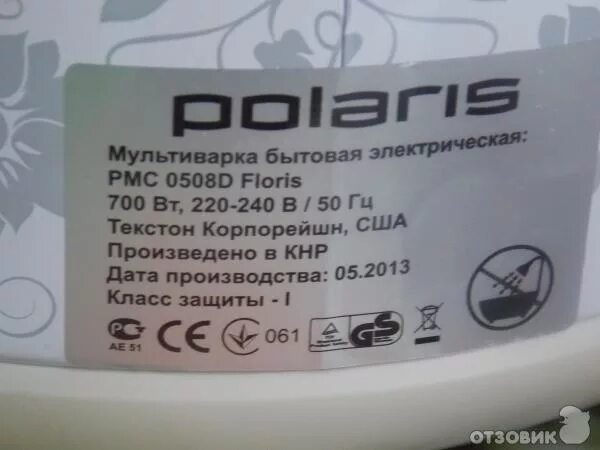 polaris
Мультиварка бытовая электрическая:
PMC 0508D Floris
700 Вт, 220-240 В / 50 Гц
Текстон Корпорейшн, США
Произведено в КНР
Дата производства: 05.2013
Класс защиты - I
АЕ 51 CE 061 GS
ОТЗОВИК